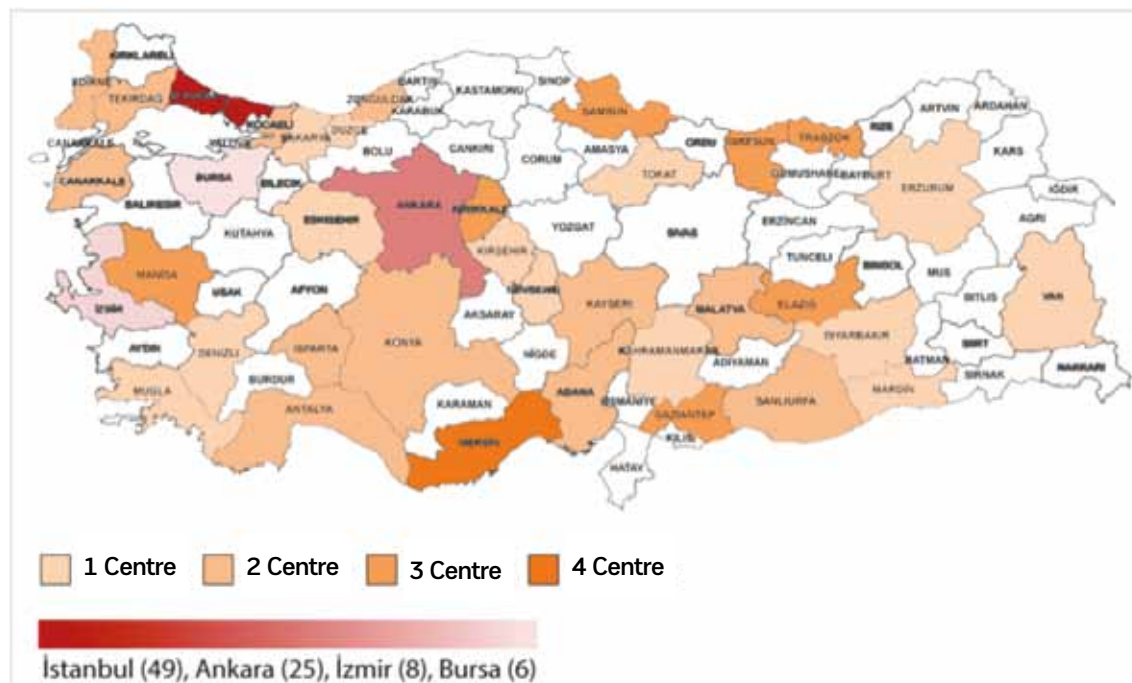 KIRKLARELI
EDIRNE
TEKIRDAG
ZONGULDAK
BARTIN
KARABUK
KASTAMONU
SINOP
SAMSUN
ARTVIN
ARDAHAN
KOCAELI
SAKARYA
DUZCE
YALOVA
BOLU
CANKIRI
CORUM
AMASYA
ORDU
GIRESUN
TRABZON
RIZE
KARS
CANAKKALE
CANAKKALE
BURSA
BILECIK
TOKAT
GUMUSHANE
BAYBURT
ERZURUM
IĞDIR
BALIKESIR
ESKISEHIR
ANKARA
KIRIKKALE
YOZGAT
SIVAS
ERZINCAN
AGRI
KUTAHYA
KIRSEHIR
TUNCELI
BINGOL
MUS
MANISA
USAK
AFYON
NEVSEHIR
KAYSERI
MALATYA
ELAZIG
BITLIS
VAN
IZMIR
AKSARAY
AYDIN
DENIZLI
ISPARTA
KONYA
NIGDE
KAHRAMANMARAS
ADIYAMAN
DIYARBAKIR
BATMAN
SIIRT
SIRNAK
HAKKARI
MUGLA
BURDUR
ANTALYA
KARAMAN
ADANA
OSMANIYE
GAZIANTEP
SANLIURFA
MARDIN
MERSIN
KILIS
HATAY
1 Centre
2 Centre
3 Centre
4 Centre
İstanbul (49), Ankara (25), İzmir (8), Bursa (6)